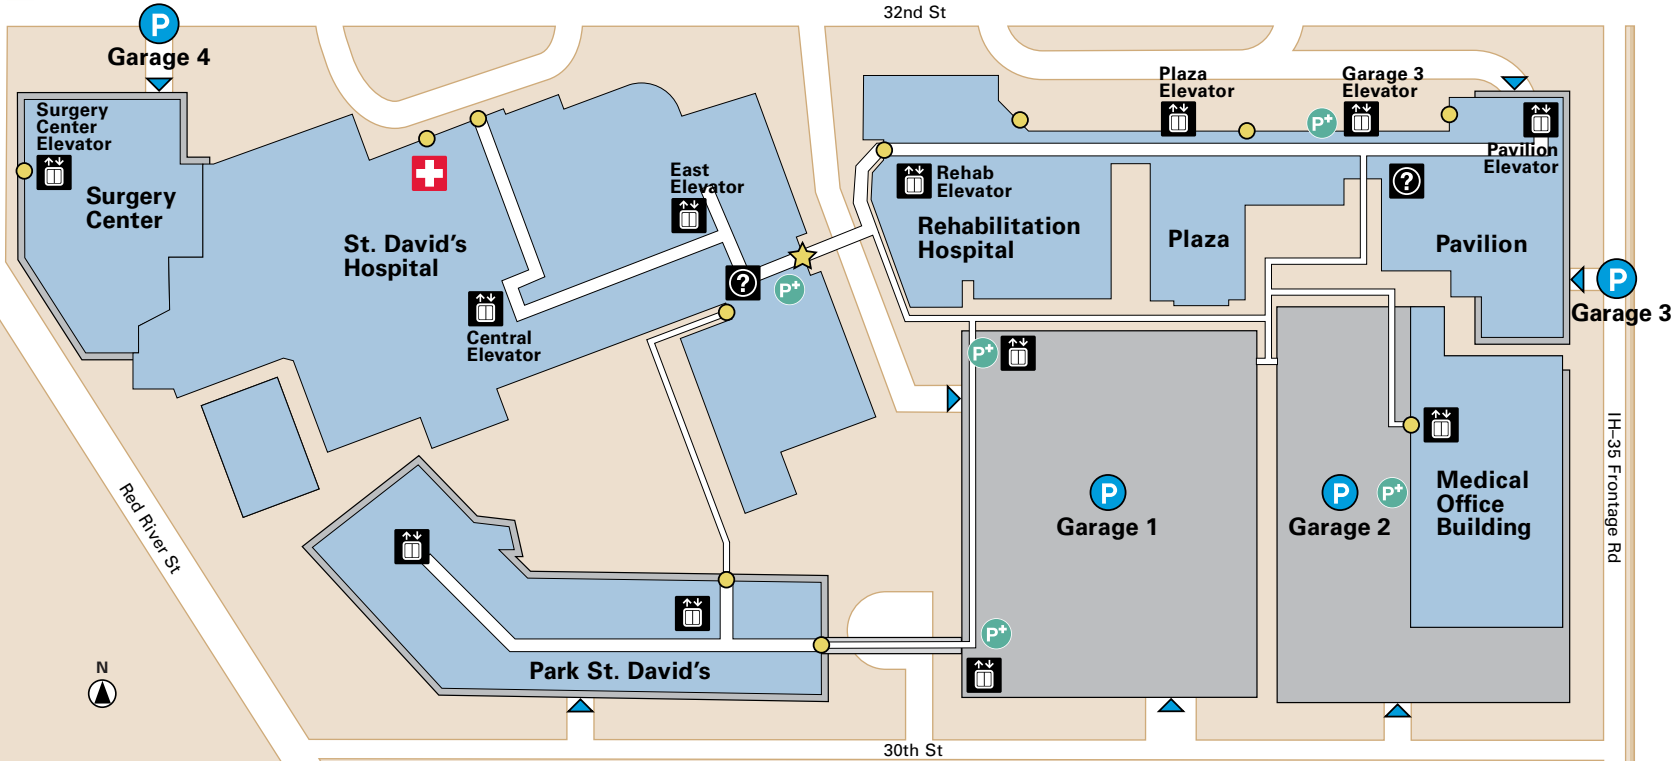 32nd St
P
Garage 4
Surgery
Center
Elevator
Surgery
Center
St. David's
Hospital
East
Elevator
?
P+
Central
Elevator
Plaza
Elevator
Garage 3
Elevator
P+
Pavilion
Elevator
Rehab
Elevator
?
Rehabilitation
Hospital
Plaza
Pavilion
P
Garage 3
P+
P
Garage 1
P
Garage 2
P+
Medical
Office
Building
IH–35 Frontage Rd
Red River St
P+
Park St. David's
N
30th St